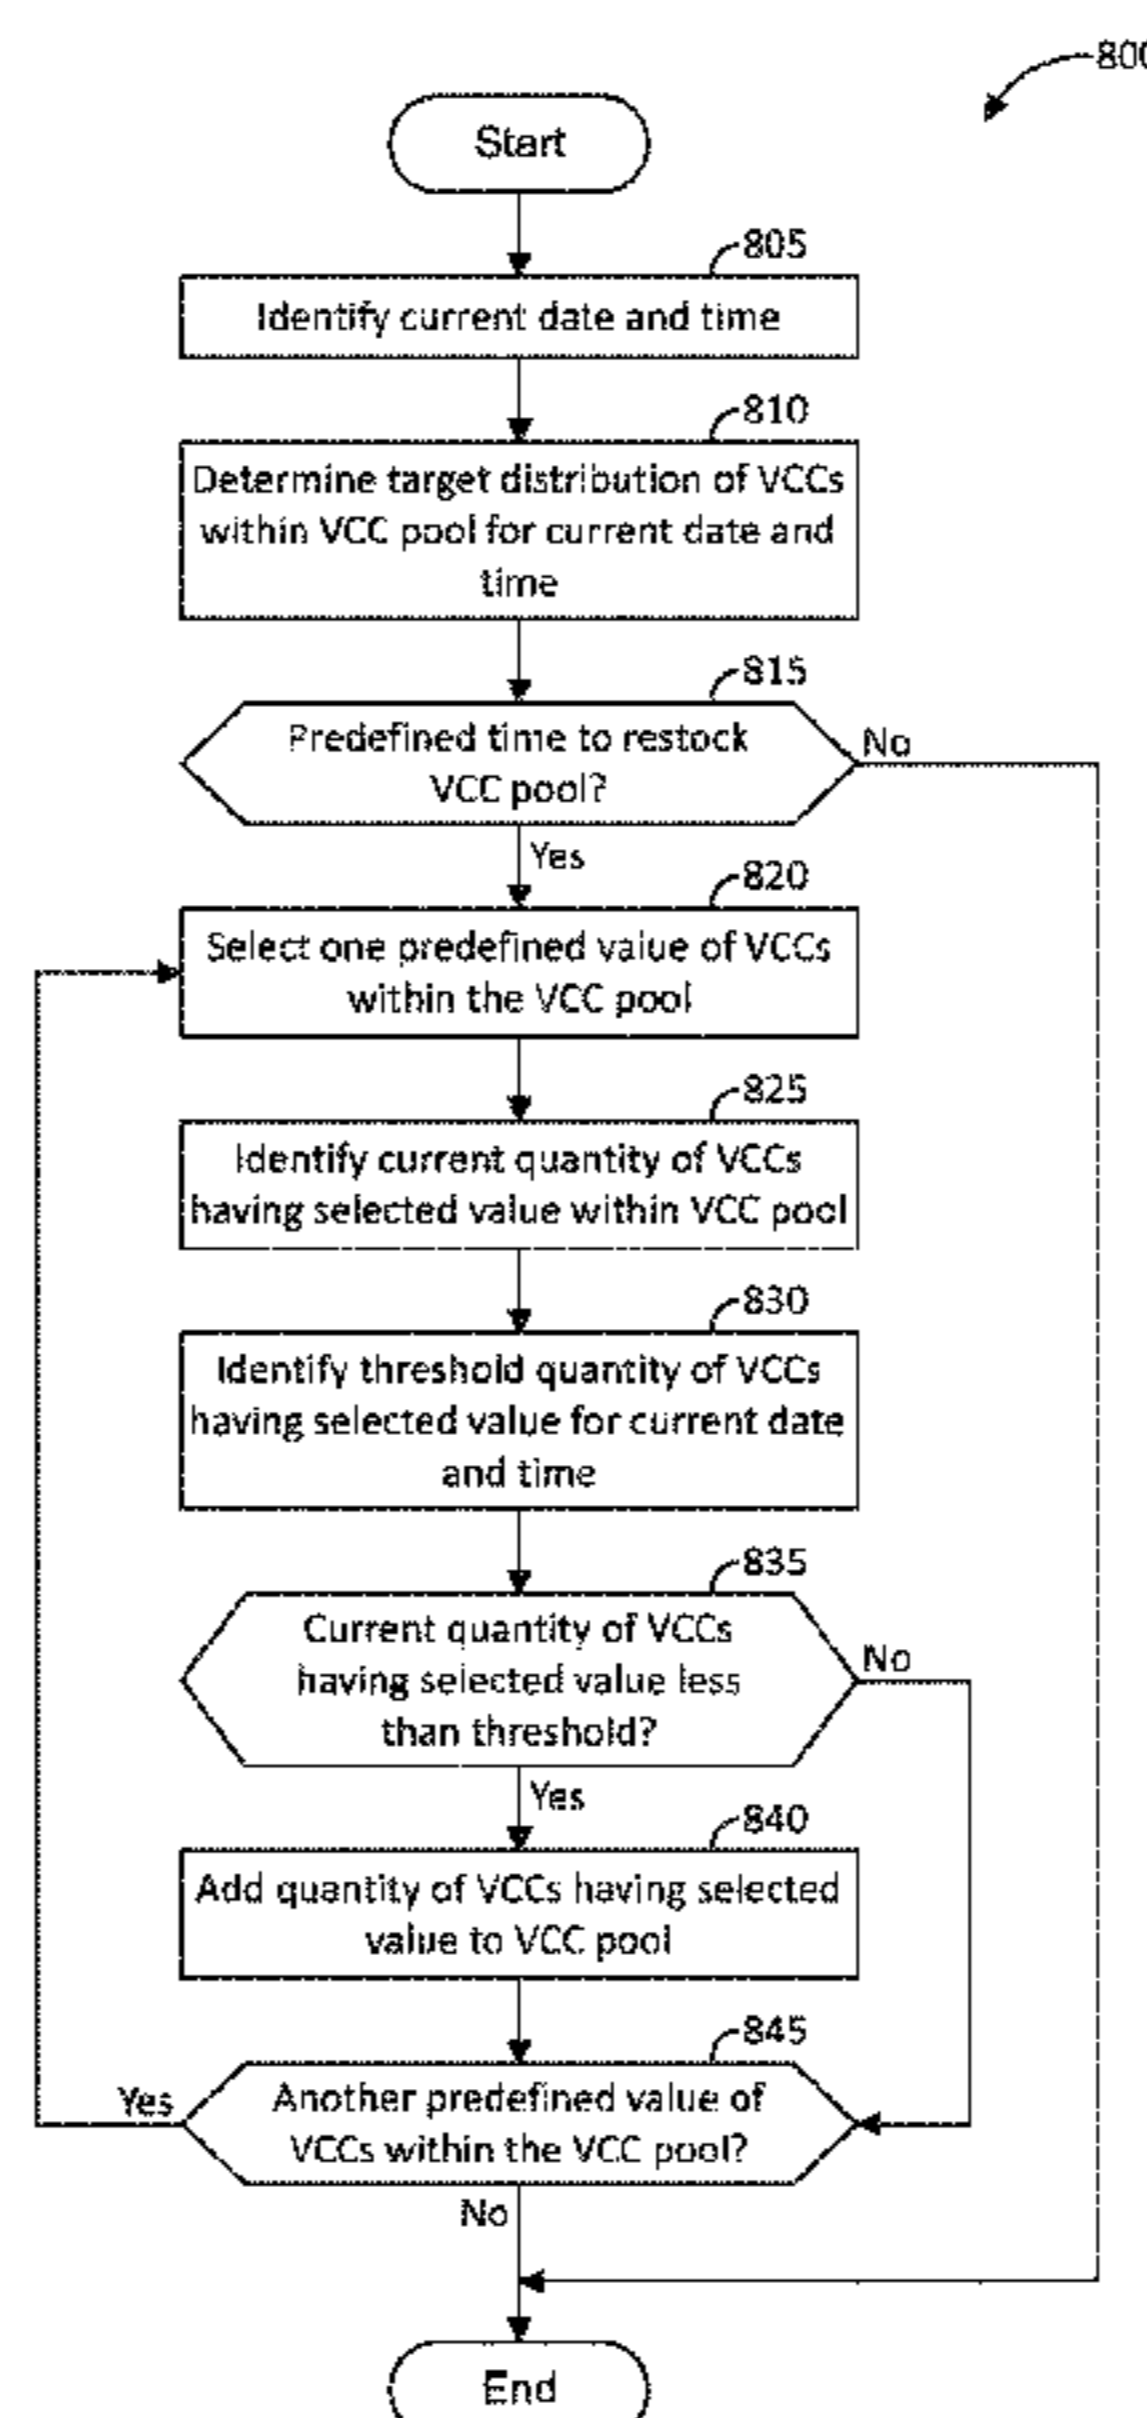 800
Start
805
Identify current date and time
810
Determine target distribution of VCCs
within VCC pool for current date and
time
815
Predefined time to restock
VCC pool?
No
Yes
820
Select one predefined value of VCCs
within the VCC pool
825
Identify current quantity of VCCs
having selected value within VCC pool
830
Identify threshold quantity of VCCs
having selected value for current date
and time
835
Current quantity of VCCs
having selected value less
than threshold?
No
Yes
840
Add quantity of VCCs having selected
value to VCC pool
845
Another predefined value of
VCCs within the VCC pool?
Yes
No
End